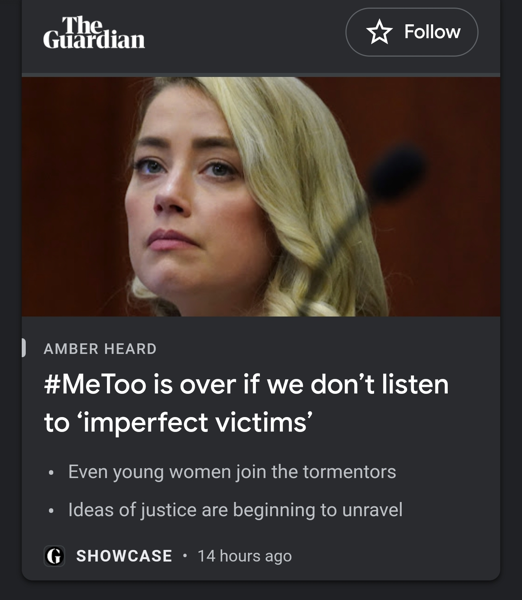 The
Guardian
Follow
AMBER HEARD
#MeToo is over if we don’t listen
to ‘imperfect victims’
• Even young women join the tormentors
• Ideas of justice are beginning to unravel
G SHOWCASE • 14 hours ago